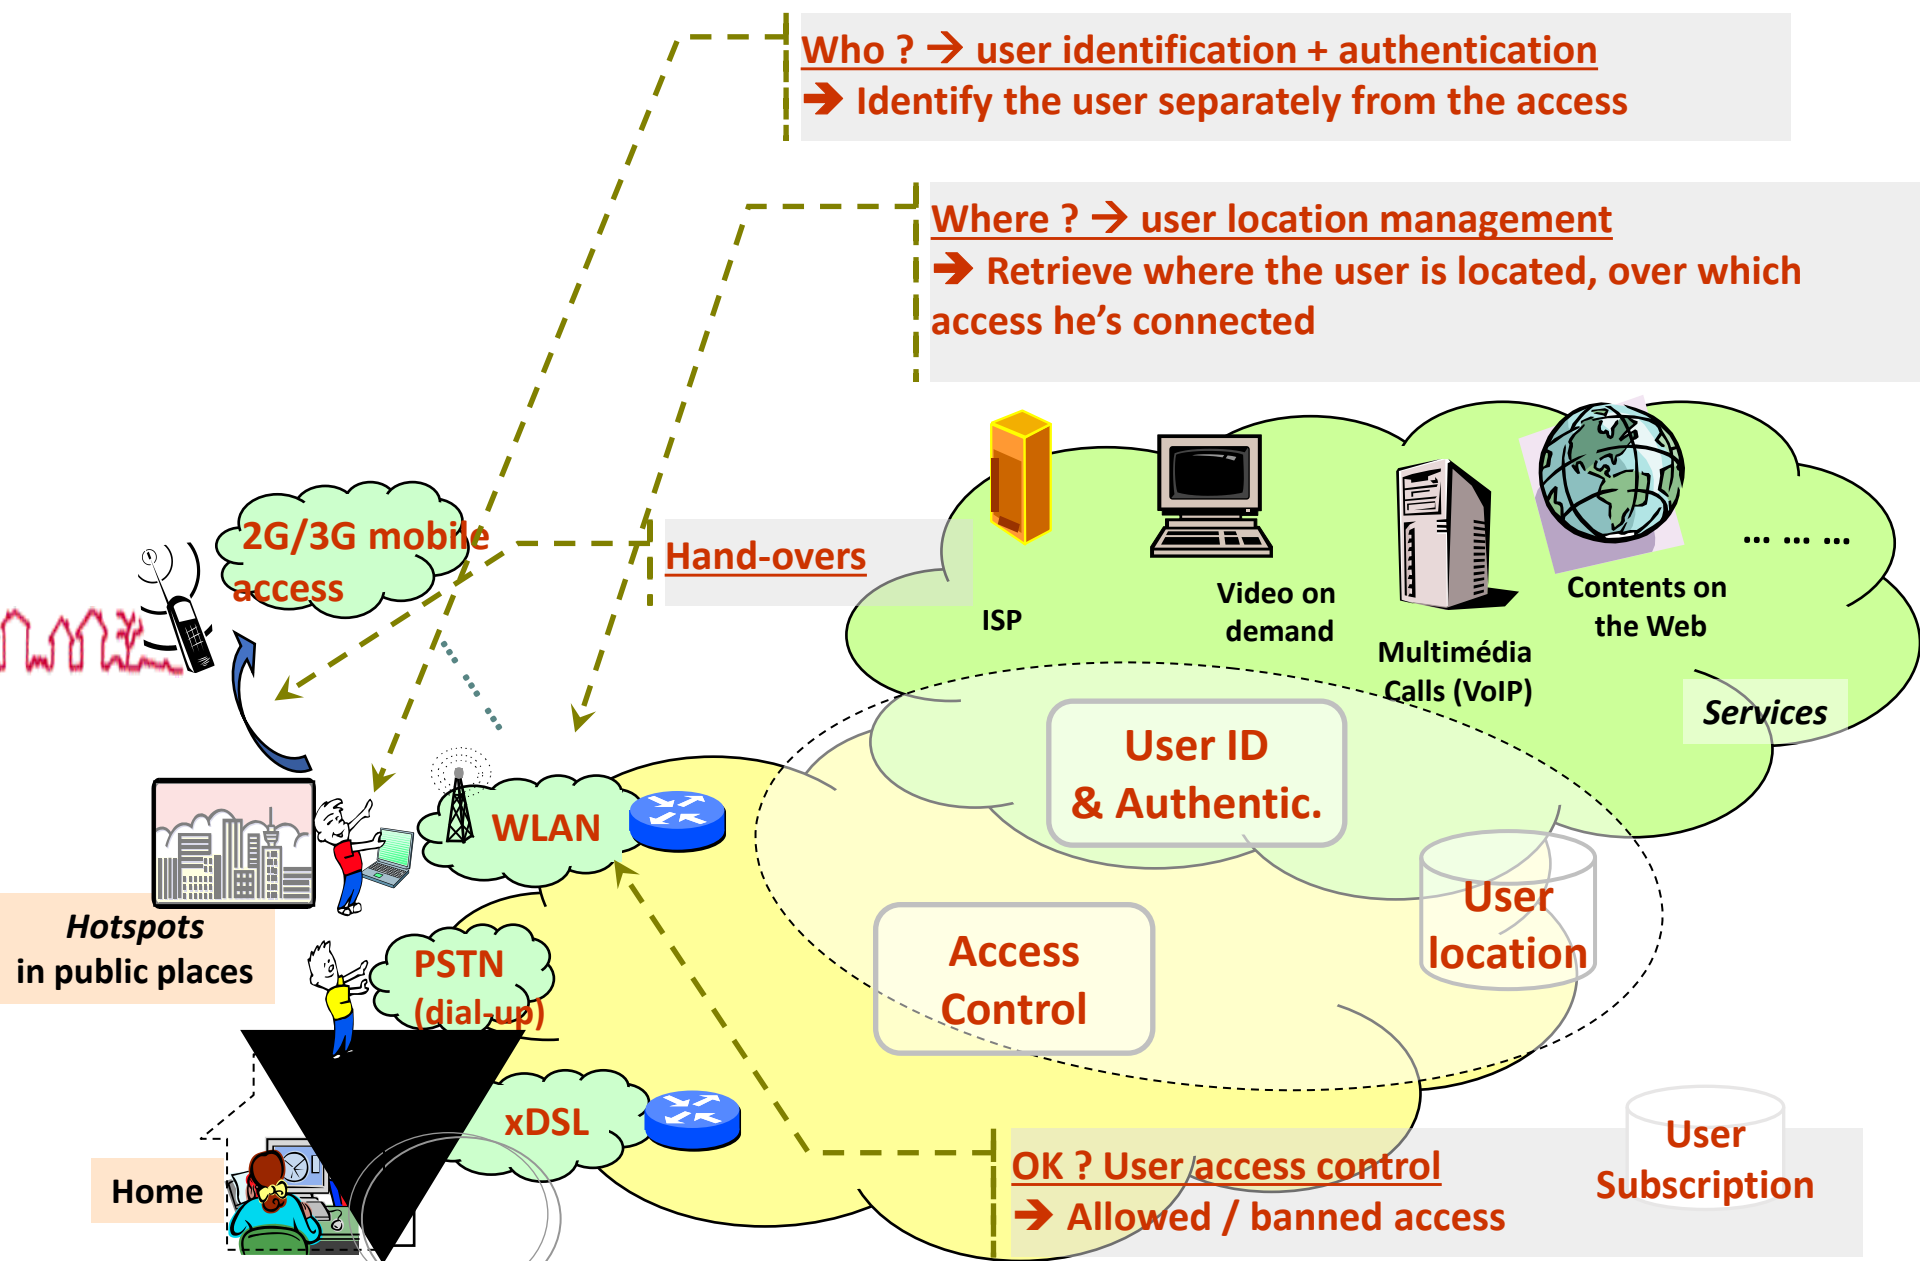 Who ? → user identification + authentication
➔ Identify the user separately from the access
Where ? → user location management
➔ Retrieve where the user is located, over which
access he’s connected
2G/3G mobile
access
Hand-overs
ISP
Video on
demand
Multimédia
Calls (VoIP)
Contents on
the Web
... ... ...
Services
User ID
& Authentic.
WLAN
Hotspots
in public places
PSTN
(dial-up)
Access
Control
User
location
xDSL
Home
OK ? User access control
➔ Allowed / banned access
User
Subscription